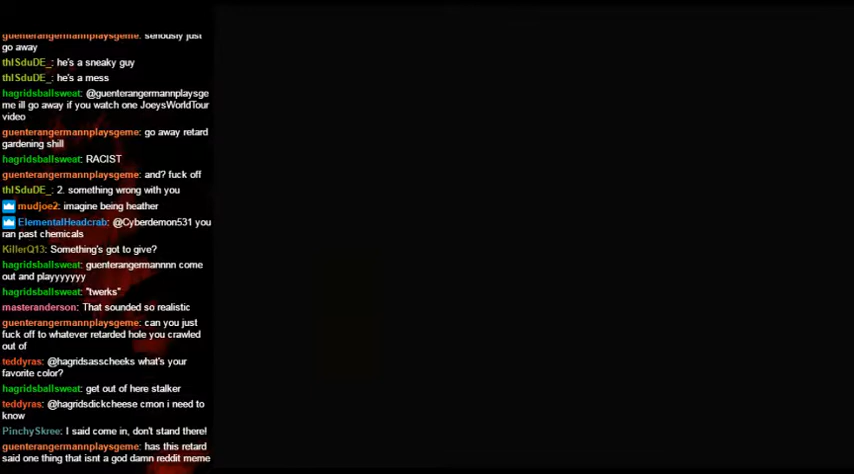 guenterangermannplaysgeme: seriously just
go away
thISduDE_: he's a sneaky guy
thISduDE_: he's a mess
hagridsballsweat: @guenterangermannplaysge
me ill go away if you watch one JoeysWorldTour
video
guenterangermannplaysgeme: go away retard
gardening shill
hagridsballsweat: RACIST
guenterangermannplaysgeme: and? fuck off
thISduDE_: 2. something wrong with you
mudjoe2: imagine being heather
ElementalHeadcrab: @Cyberdemon531 you
ran past chemicals
KillerQ13: Something's got to give?
hagridsballsweat: guenterangermannnn come
out and playyyyyyy
hagridsballsweat: "twerks"
masteranderson: That sounded so realistic
guenterangermannplaysgeme: can you just
fuck off to whatever retarded hole you crawled
out of
teddyras: @hagridsasscheeks what's your
favorite color?
hagridsballsweat: get out of here stalker
teddyras: @hagridsdickcheese cmon i need to
know
PinchySkree: I said come in, don't stand there!
guenterangermannplaysgeme: has this retard
said one thing that isnt a god damn reddit meme